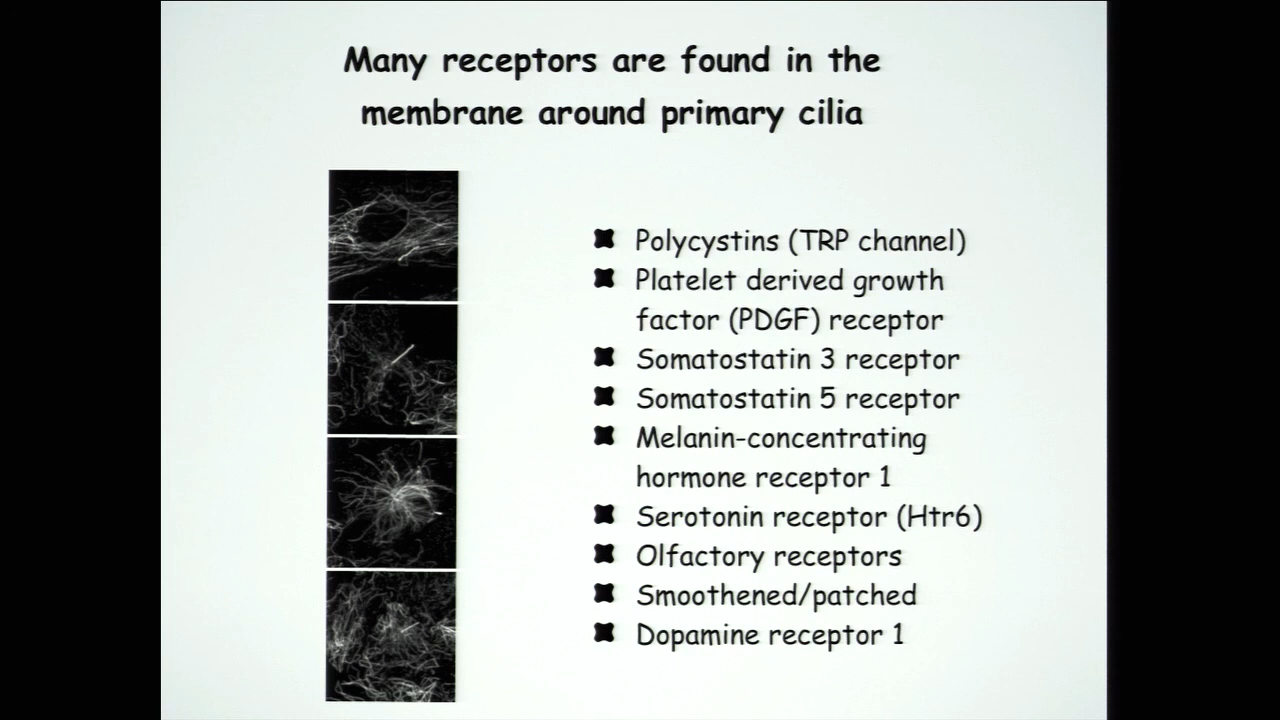 Many receptors are found in the
membrane around primary cilia
Polycystins (TRP channel)
Platelet derived growth
factor (PDGF) receptor
Somatostatin 3 receptor
Somatostatin 5 receptor
Melanin-concentrating
hormone receptor 1
Serotonin receptor (Htr6)
Olfactory receptors
Smoothened/patched
Dopamine receptor 1